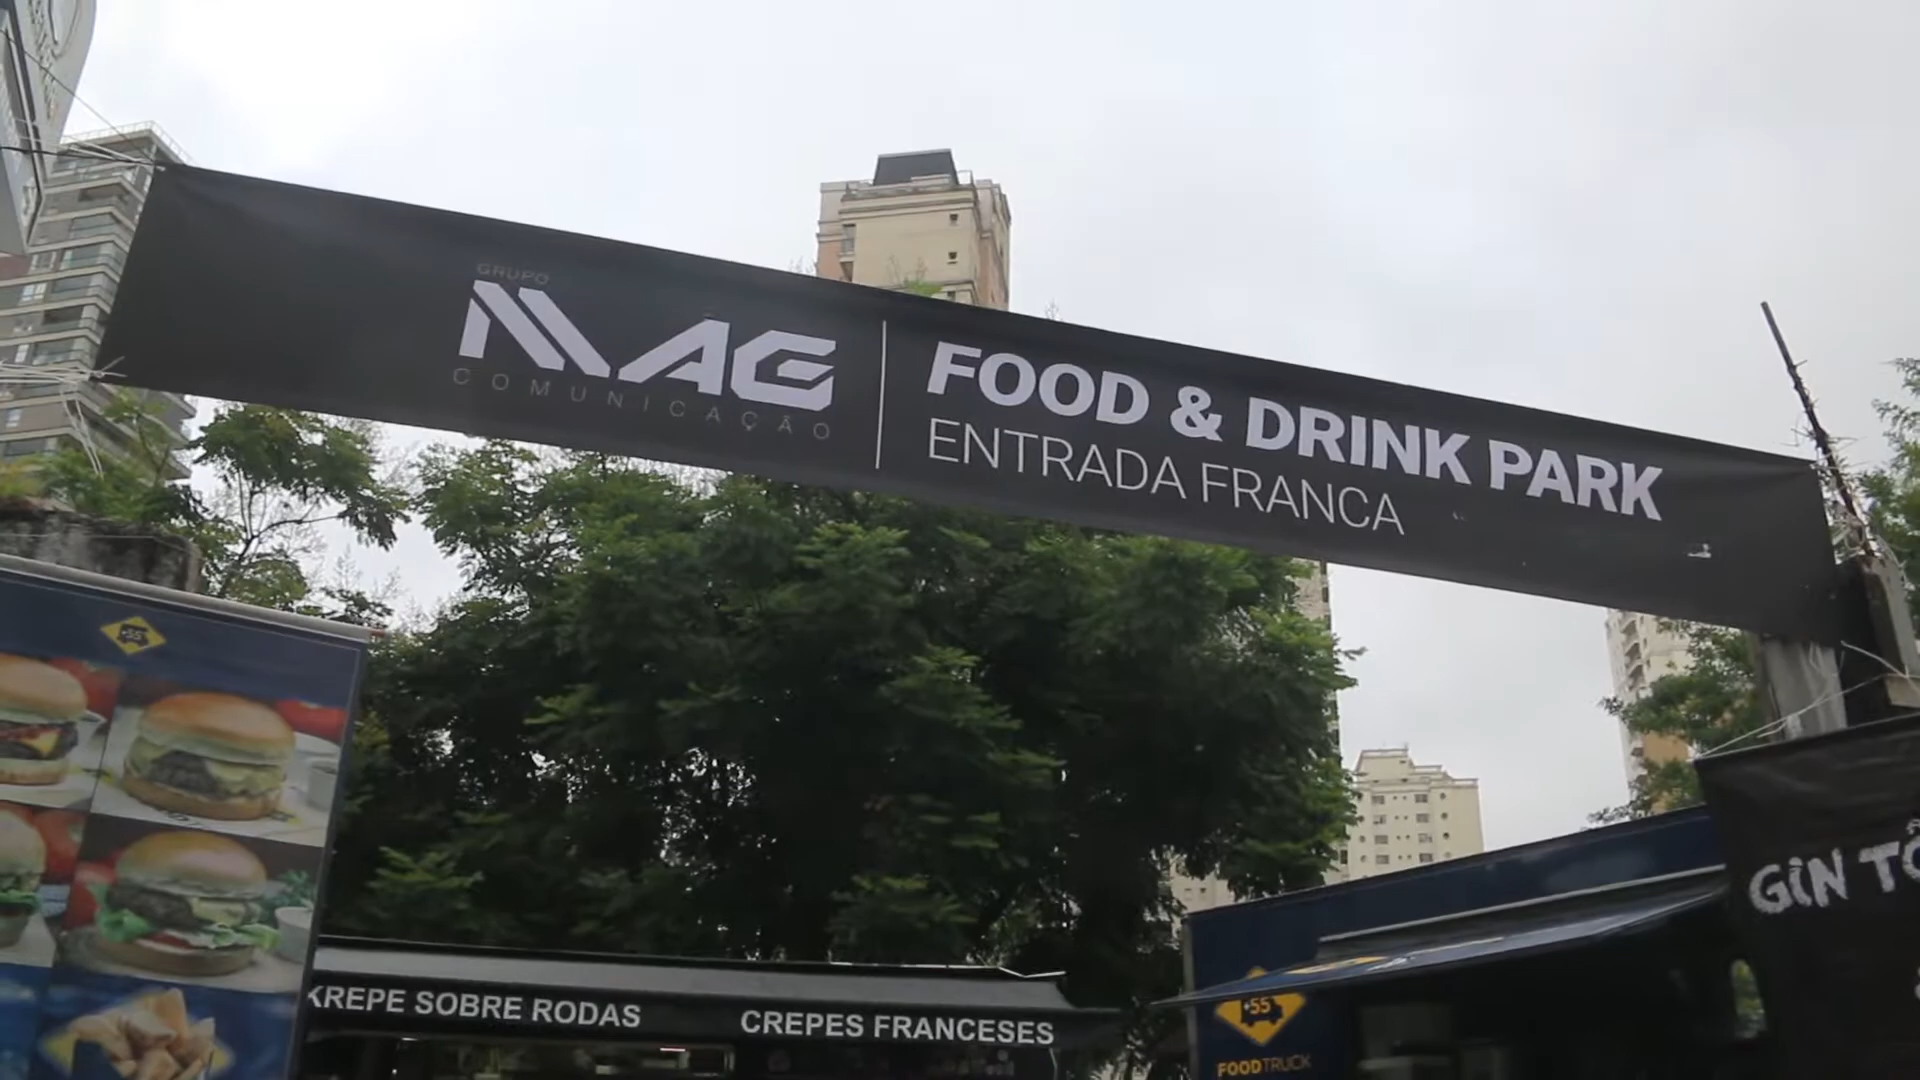 GRUPO
MAG
COMUNICAÇÃO
FOOD & DRINK PARK
ENTRADA FRANCA
+55
KREPE SOBRE RODAS
CREPES FRANCESES
+55
FOODTRUCK
GIN TÔ